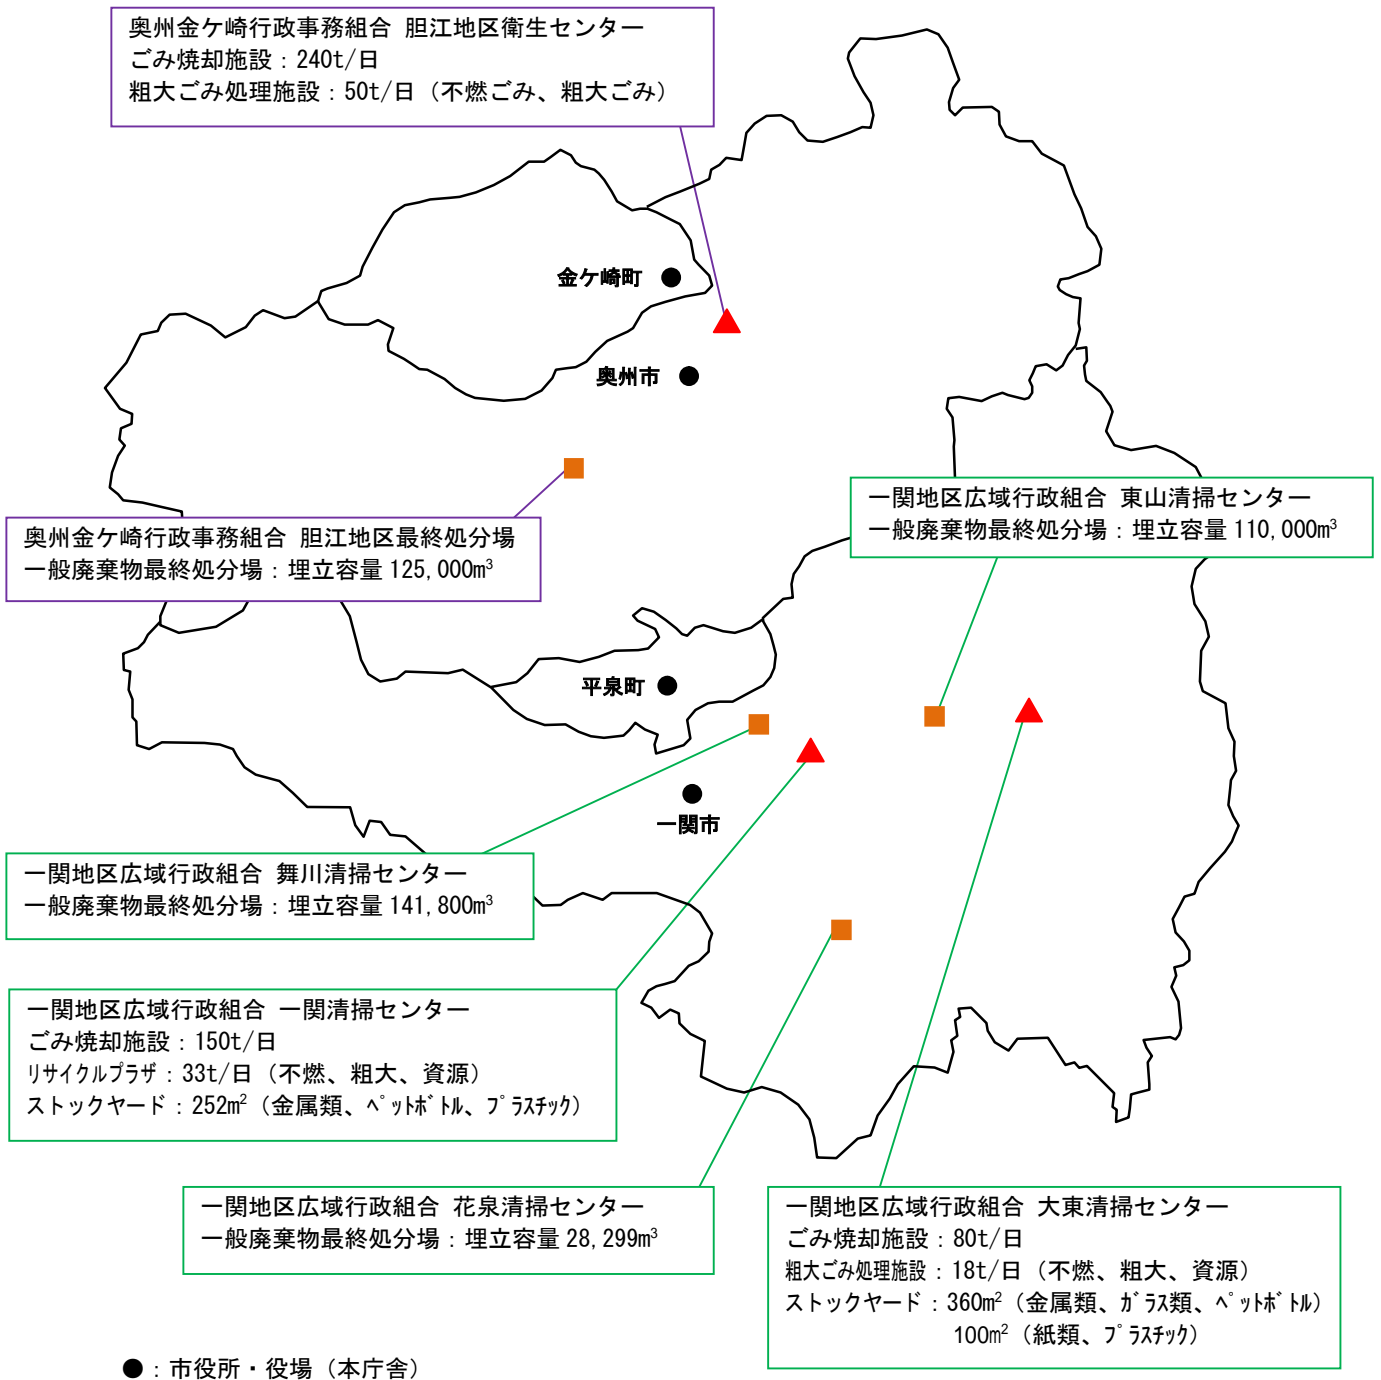 奥州金ケ崎行政事務組合 胆江地区衛生センター
ごみ焼却施設：240t/日
粗大ごみ処理施設：50t/日（不燃ごみ、粗大ごみ）
金ケ崎町
奥州市
一関地区広域行政組合 東山清掃センター
一般廃棄物最終処分場：埋立容量 110,000m³
奥州金ケ崎行政事務組合 胆江地区最終処分場
一般廃棄物最終処分場：埋立容量 125,000m³
平泉町
一関市
一関地区広域行政組合 舞川清掃センター
一般廃棄物最終処分場：埋立容量 141,800m³
一関地区広域行政組合 一関清掃センター
ごみ焼却施設：150t/日
ﾘｻｲｸﾙﾌﾟﾗｻﾞ：33t/日（不燃、粗大、資源）
ストックヤード：252m²（金属類、ﾍﾟｯﾄﾎﾞﾄﾙ、ﾌﾟﾗｽﾁｯｸ）
一関地区広域行政組合 花泉清掃センター
一般廃棄物最終処分場：埋立容量 28,299m³
一関地区広域行政組合 大東清掃センター
ごみ焼却施設：80t/日
粗大ごみ処理施設：18t/日（不燃、粗大、資源）
ストックヤード：360m²（金属類、ｶﾞﾗｽ類、ﾍﾟｯﾄﾎﾞﾄﾙ）
100m²（紙類、ﾌﾟﾗｽﾁｯｸ）
●：市役所・役場（本庁舎）